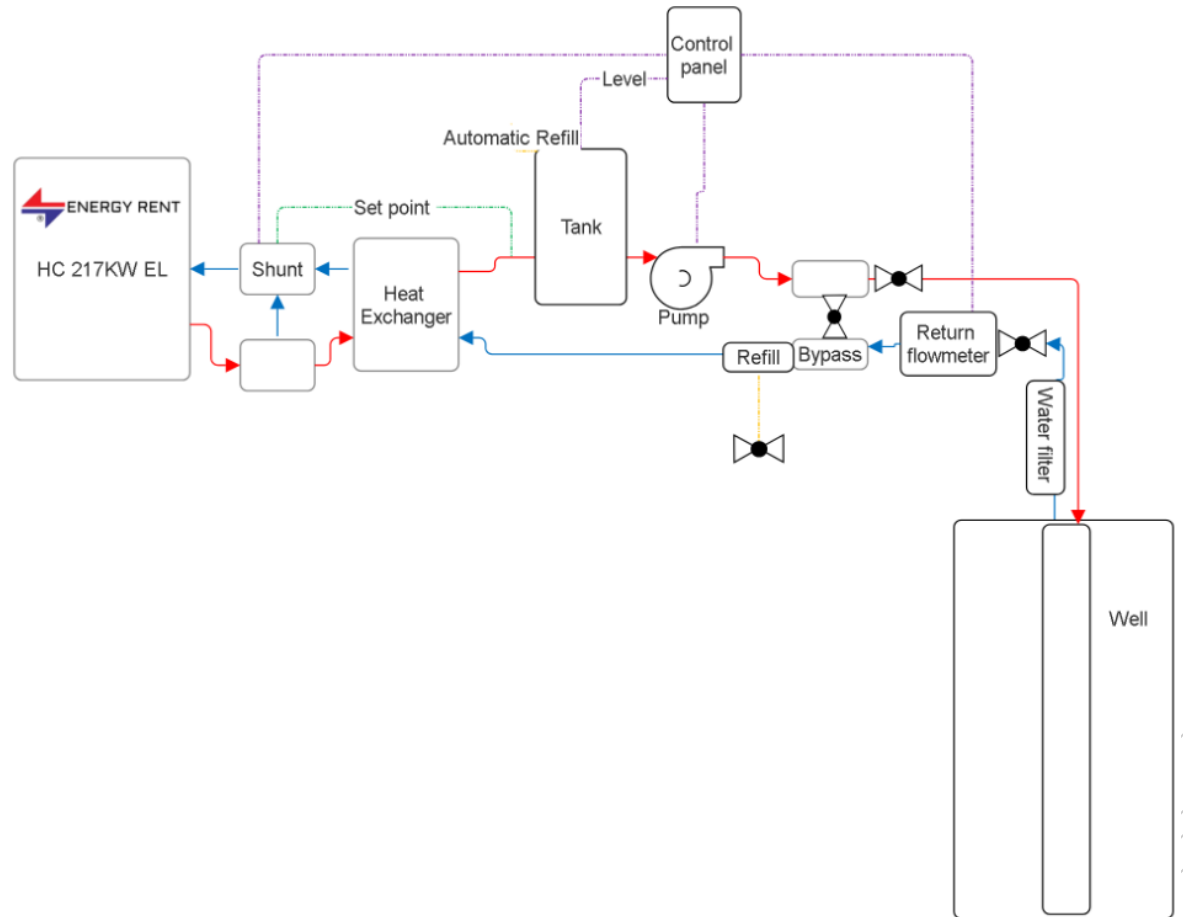 Control
panel
Level
Automatic Refill
ENERGY RENT
®
HC 217KW EL
Set point
Shunt
Heat
Exchanger
Tank
Pump
Refill
Bypass
Return
flowmeter
Water filter
Well